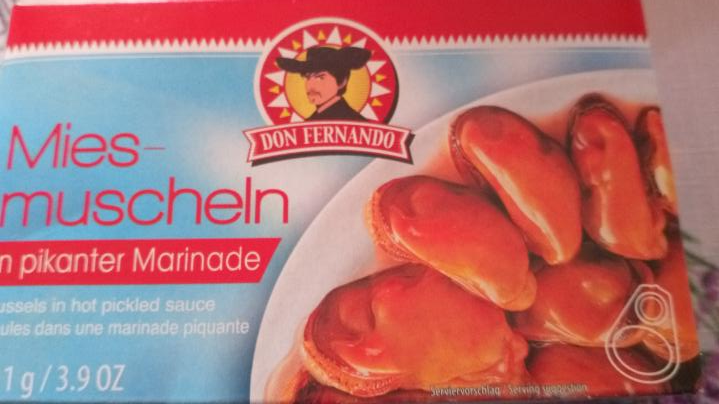 DON FERNANDO
Mies-
muscheln
n pikanter Marinade
ussels in hot pickled sauce
ules dans une marinade piquante
1 g / 3.9 OZ
Serviervorschlag / Serving suggestion